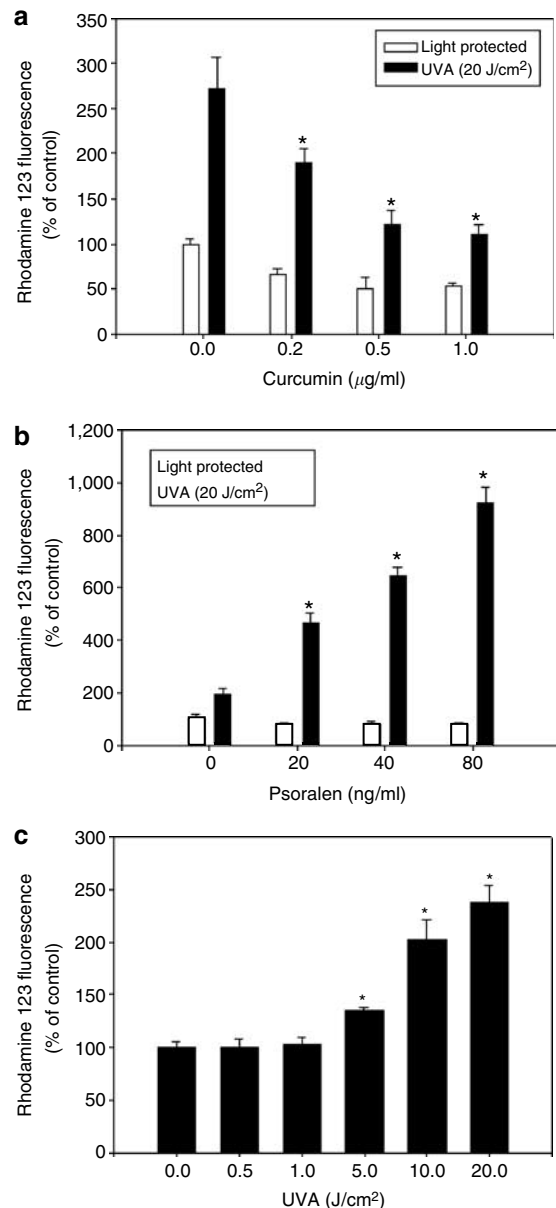 a
350
300
250
200
150
100
50
0
Rhodamine 123 fluorescence
(% of control)
Light protected
UVA (20 J/cm²)
*
*
*
0.0 0.2 0.5 1.0
Curcumin (μg/ml)
b
1,200
1,000
800
600
400
200
0
Rhodamine 123 fluorescence
(% of control)
Light protected
UVA (20 J/cm²)
*
*
*
0 20 40 80
Psoralen (ng/ml)
c
300
250
200
150
100
50
0
Rhodamine 123 fluorescence
(% of control)
*
*
*
0.0 0.5 1.0 5.0 10.0 20.0
UVA (J/cm²)